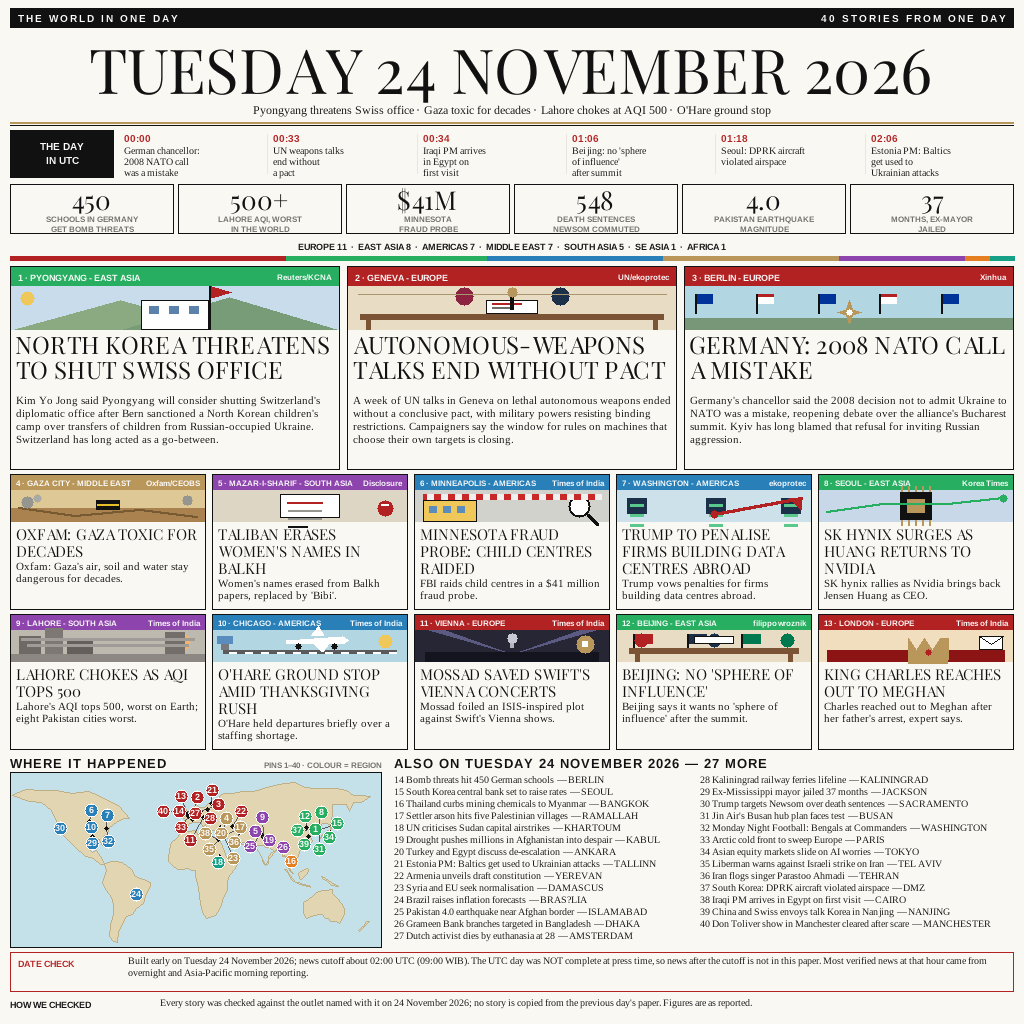 THE WORLD IN ONE DAY
40 STORIES FROM ONE DAY
TUESDAY 24 NOVEMBER 2026
Pyongyang threatens Swiss office · Gaza toxic for decades · Lahore chokes at AQI 500 · O'Hare ground stop
THE DAY
IN UTC
00:00
German chancellor:
2008 NATO call
was a mistake
00:33
UN weapons talks
end without
a pact
00:34
Iraqi PM arrives
in Egypt on
first visit
01:06
Beijing: no 'sphere
of influence'
after summit
01:18
Seoul: DPRK aircraft
violated airspace
02:06
Estonia PM: Baltics
get used to
Ukrainian attacks
450
SCHOOLS IN GERMANY
GET BOMB THREATS
500+
LAHORE AQI, WORST
IN THE WORLD
$41M
MINNESOTA
FRAUD PROBE
548
DEATH SENTENCES
NEWSOM COMMUTED
4.0
PAKISTAN EARTHQUAKE
MAGNITUDE
37
MONTHS, EX-MAYOR
JAILED
EUROPE 11 · EAST ASIA 8 · AMERICAS 7 · MIDDLE EAST 7 · SOUTH ASIA 5 · SE ASIA 1 · AFRICA 1
1 · PYONGYANG - EAST ASIA
Reuters/KCNA
NORTH KOREA THREATENS
TO SHUT SWISS OFFICE
Kim Yo Jong said Pyongyang will consider shutting Switzerland's
diplomatic office after Bern sanctioned a North Korean children's
camp over transfers of children from Russian-occupied Ukraine.
Switzerland has long acted as a go-between.
2 · GENEVA - EUROPE
UN/ekoprotec
AUTONOMOUS-WEAPONS
TALKS END WITHOUT PACT
A week of UN talks in Geneva on lethal autonomous weapons ended
without a conclusive pact, with military powers resisting binding
restrictions. Campaigners say the window for rules on machines that
choose their own targets is closing.
3 · BERLIN - EUROPE
Xinhua
GERMANY: 2008 NATO CALL
A MISTAKE
Germany's chancellor said the 2008 decision not to admit Ukraine to
NATO was a mistake, reopening debate over the alliance's Bucharest
summit. Kyiv has long blamed that refusal for inviting Russian
aggression.
4 · GAZA CITY - MIDDLE EAST
Oxfam/CEOBS
OXFAM: GAZA TOXIC FOR
DECADES
Oxfam: Gaza's air, soil and water stay
dangerous for decades.
5 · MAZAR-I-SHARIF - SOUTH ASIA
Disclosure
TALIBAN ERASES
WOMEN'S NAMES IN
BALKH
Women's names erased from Balkh
papers, replaced by 'Bibi'.
6 · MINNEAPOLIS - AMERICAS
Times of India
MINNESOTA FRAUD
PROBE: CHILD CENTRES
RAIDED
FBI raids child centres in a $41 million
fraud probe.
7 · WASHINGTON - AMERICAS
ekoprotec
TRUMP TO PENALISE
FIRMS BUILDING DATA
CENTRES ABROAD
Trump vows penalties for firms
building data centres abroad.
8 · SEOUL - EAST ASIA
Korea Times
SK HYNIX SURGES AS
HUANG RETURNS TO
NVIDIA
SK hynix rallies as Nvidia brings back
Jensen Huang as CEO.
9 · LAHORE - SOUTH ASIA
Times of India
LAHORE CHOKES AS AQI
TOPS 500
Lahore's AQI tops 500, worst on Earth;
eight Pakistan cities worst.
10 · CHICAGO - AMERICAS
Times of India
O'HARE GROUND STOP
AMID THANKSGIVING
RUSH
O'Hare held departures briefly over a
staffing shortage.
11 · VIENNA - EUROPE
Times of India
MOSSAD SAVED SWIFT'S
VIENNA CONCERTS
Mossad foiled an ISIS-inspired plot
against Swift's Vienna shows.
12 · BEIJING - EAST ASIA
filippo woznik
BEIJING: NO 'SPHERE OF
INFLUENCE'
Beijing says it wants no 'sphere of
influence' after the summit.
13 · LONDON - EUROPE
Times of India
KING CHARLES REACHES
OUT TO MEGHAN
Charles reached out to Meghan after
her father's arrest, expert says.
WHERE IT HAPPENED
PINS 1–40 · COLOUR = REGION
ALSO ON TUESDAY 24 NOVEMBER 2026 — 27 MORE
14 Bomb threats hit 450 German schools — BERLIN
15 South Korea central bank set to raise rates — SEOUL
16 Thailand curbs mining chemicals to Myanmar — BANGKOK
17 Settler arson hits five Palestinian villages — RAMALLAH
18 UN criticises Sudan capital airstrikes — KHARTOUM
19 Drought pushes millions in Afghanistan into despair — KABUL
20 Turkey and Egypt discuss de-escalation — ANKARA
21 Estonia PM: Baltics get used to Ukrainian attacks — TALLINN
22 Armenia unveils draft constitution — YEREVAN
23 Syria and EU seek normalisation — DAMASCUS
24 Brazil raises inflation forecasts — BRAS?LIA
25 Pakistan 4.0 earthquake near Afghan border — ISLAMABAD
26 Grameen Bank branches targeted in Bangladesh — DHAKA
27 Dutch activist dies by euthanasia at 28 — AMSTERDAM
28 Kaliningrad railway ferries lifeline — KALININGRAD
29 Ex-Mississippi mayor jailed 37 months — JACKSON
30 Trump targets Newsom over death sentences — SACRAMENTO
31 Jin Air's Busan hub plan faces test — BUSAN
32 Monday Night Football: Bengals at Commanders — WASHINGTON
33 Arctic cold front to sweep Europe — PARIS
34 Asian equity markets slide on AI worries — TOKYO
35 Liberman warns against Israeli strike on Iran — TEL AVIV
36 Iran flogs singer Parastoo Ahmadi — TEHRAN
37 South Korea: DPRK aircraft violated airspace — DMZ
38 Iraqi PM arrives in Egypt on first visit — CAIRO
39 China and Swiss envoys talk Korea in Nanjing — NANJING
40 Don Toliver show in Manchester cleared after scare — MANCHESTER
DATE CHECK
Built early on Tuesday 24 November 2026; news cutoff about 02:00 UTC (09:00 WIB). The UTC day was NOT complete at press time, so news after the cutoff is not in this paper. Most verified news at that hour came from
overnight and Asia-Pacific morning reporting.
HOW WE CHECKED
Every story was checked against the outlet named with it on 24 November 2026; no story is copied from the previous day's paper. Figures are as reported.